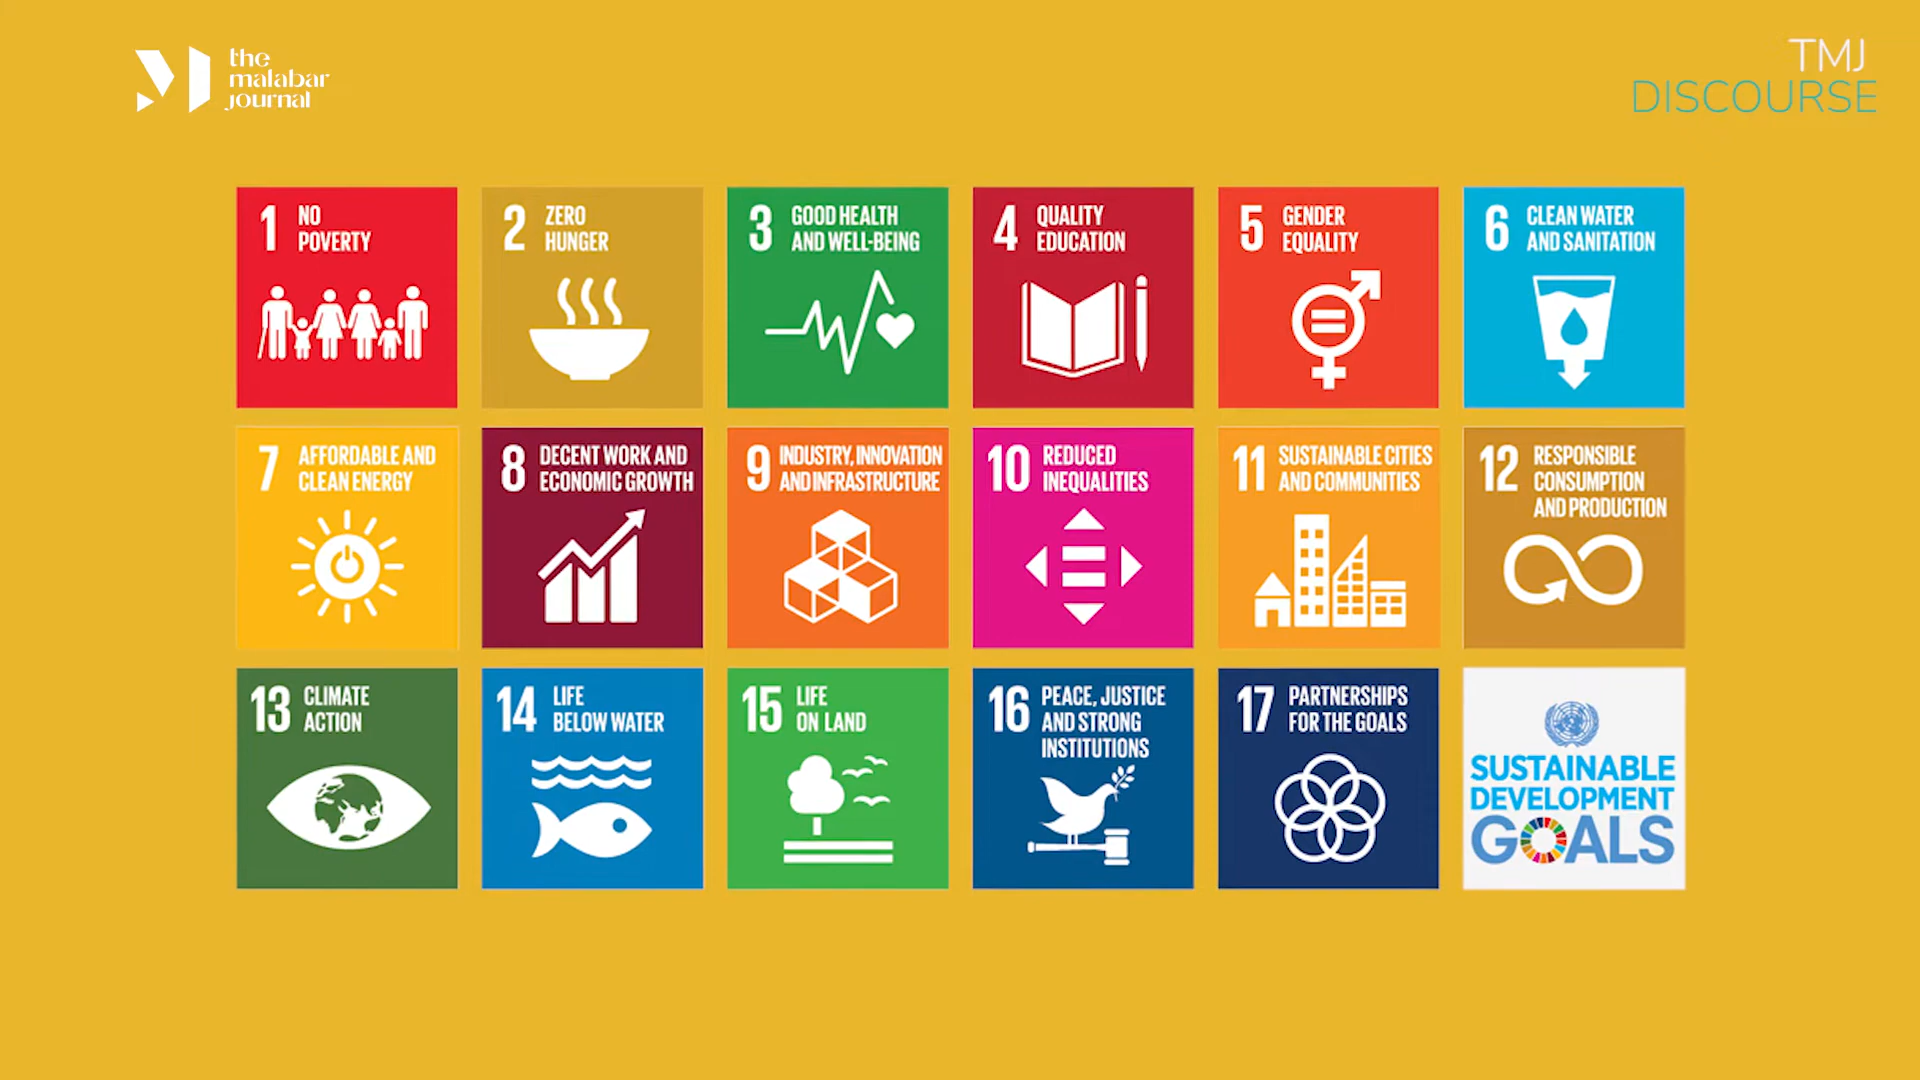 the
malabar
journal
TMJ
DISCOURSE
1 NO
POVERTY
2 ZERO
HUNGER
3 GOOD HEALTH
AND WELL-BEING
4 QUALITY
EDUCATION
5 GENDER
EQUALITY
6 CLEAN WATER
AND SANITATION
7 AFFORDABLE AND
CLEAN ENERGY
8 DECENT WORK AND
ECONOMIC GROWTH
9 INDUSTRY, INNOVATION
AND INFRASTRUCTURE
10 REDUCED
INEQUALITIES
11 SUSTAINABLE CITIES
AND COMMUNITIES
12 RESPONSIBLE
CONSUMPTION
AND PRODUCTION
13 CLIMATE
ACTION
14 LIFE
BELOW WATER
15 LIFE
ON LAND
16 PEACE, JUSTICE
AND STRONG
INSTITUTIONS
17 PARTNERSHIPS
FOR THE GOALS
SUSTAINABLE
DEVELOPMENT
GOALS